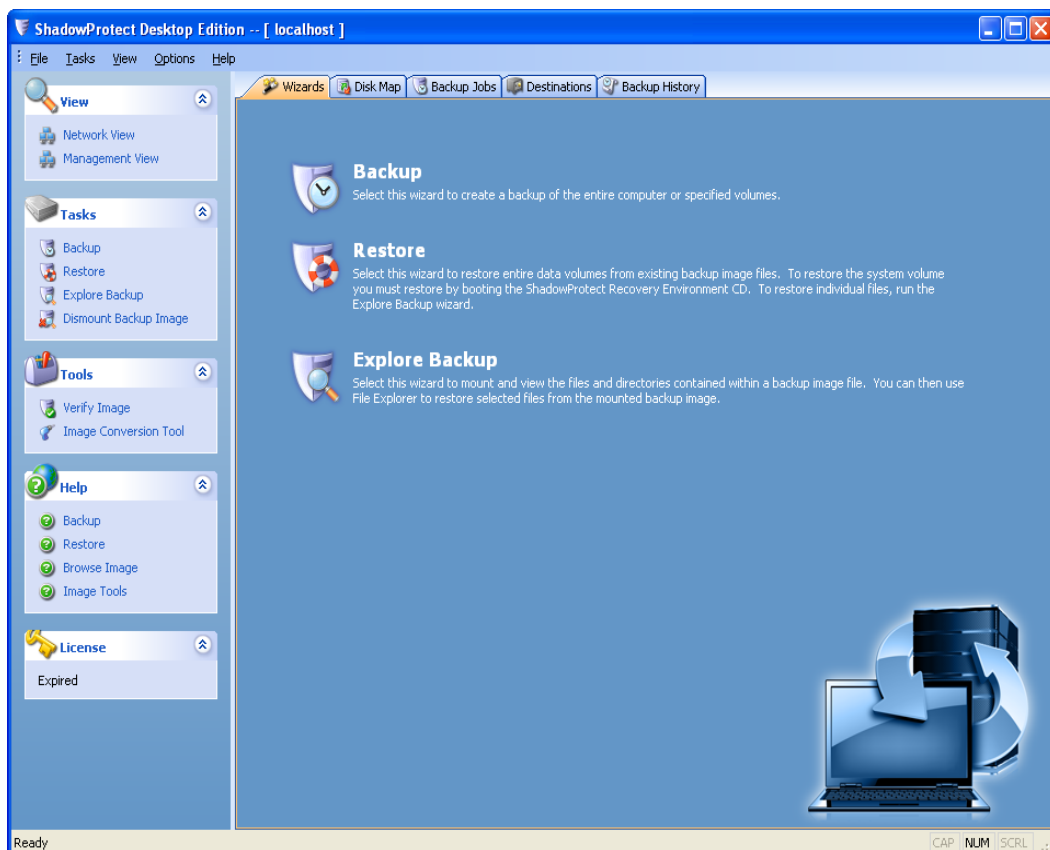 ShadowProtect Desktop Edition -- [ localhost ]
File Tasks View Options Help
View
Network View
Management View
Tasks
Backup
Restore
Explore Backup
Dismount Backup Image
Tools
Verify Image
Image Conversion Tool
Help
Backup
Restore
Browse Image
Image Tools
License
Expired
Wizards Disk Map Backup Jobs Destinations Backup History
Backup
Select this wizard to create a backup of the entire computer or specified volumes.
Restore
Select this wizard to restore entire data volumes from existing backup image files. To restore the system volume
you must restore by booting the ShadowProtect Recovery Environment CD. To restore individual files, run the
Explore Backup wizard.
Explore Backup
Select this wizard to mount and view the files and directories contained within a backup image file. You can then use
File Explorer to restore selected files from the mounted backup image.
Ready
CAP NUM SCRL